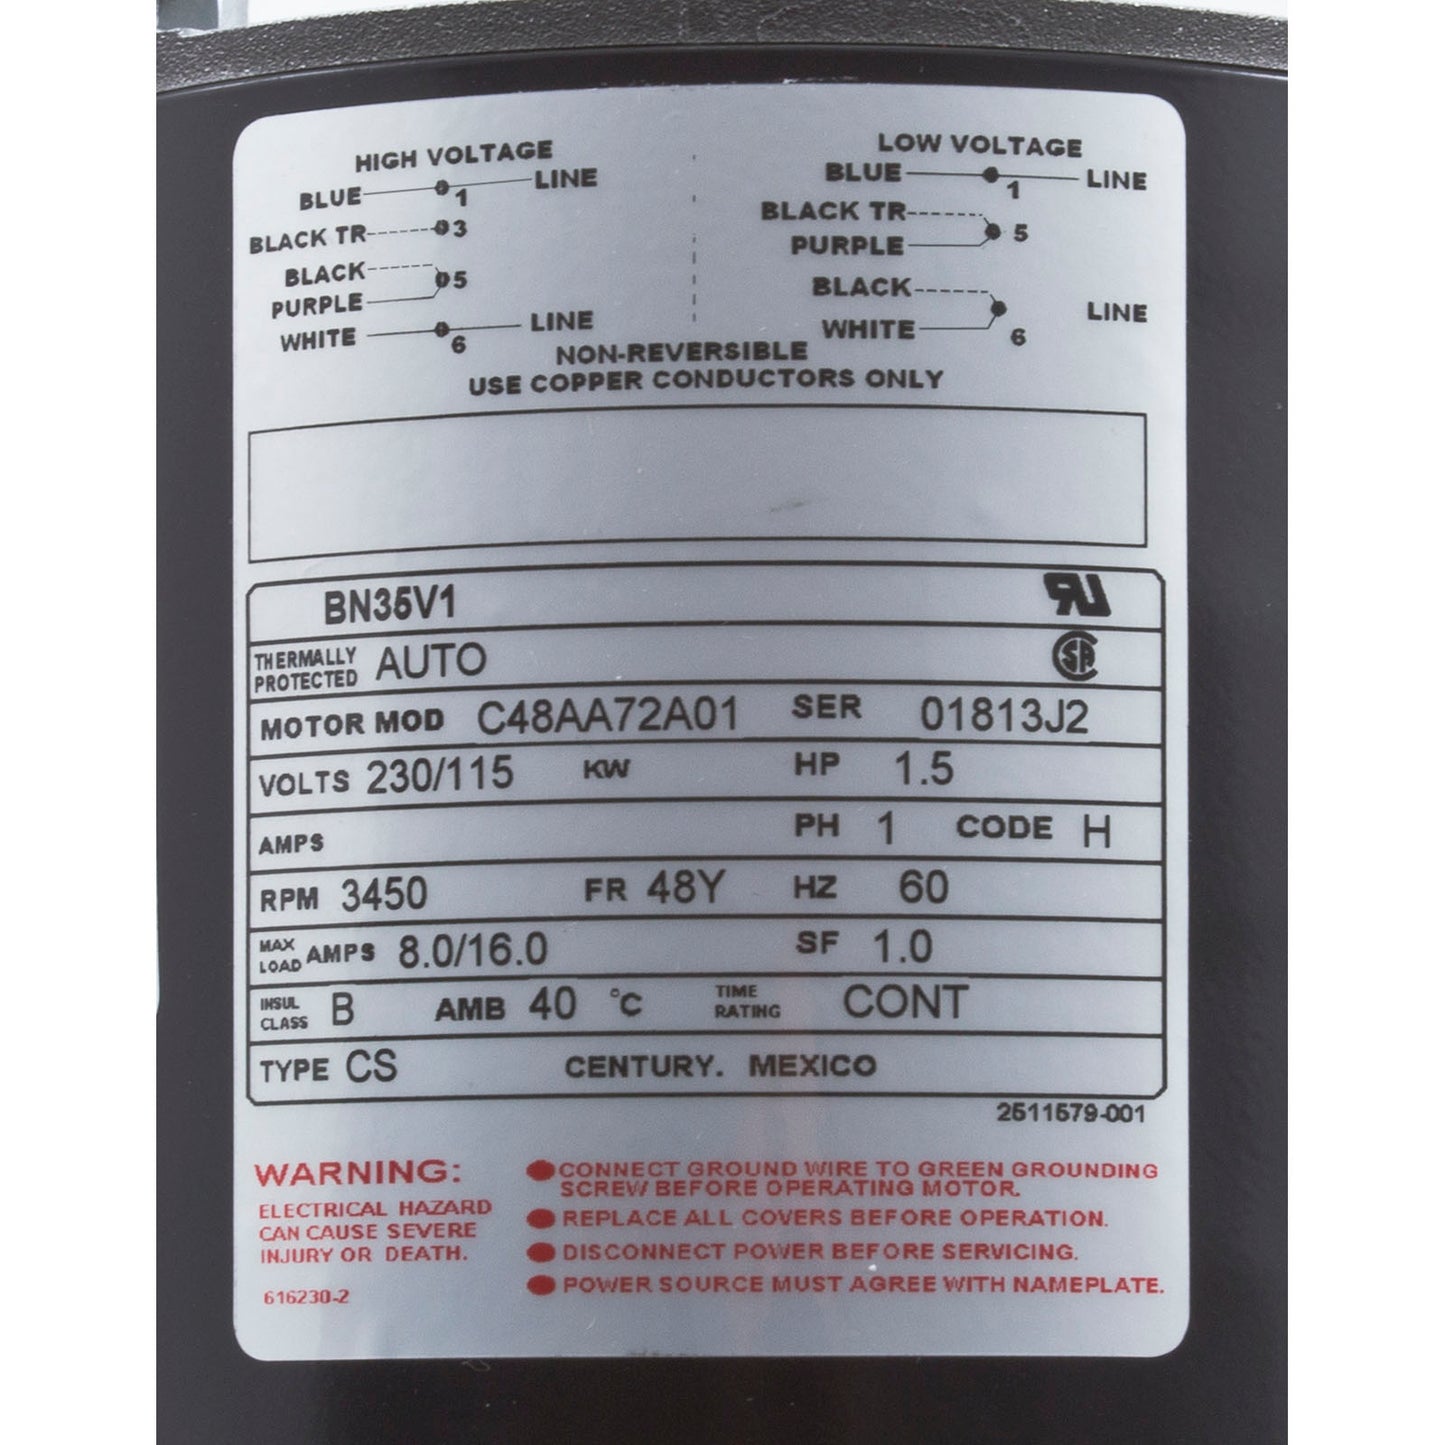 HIGH VOLTAGE
BLUE 1 LINE
BLACK TR 3
BLACK
5
PURPLE
WHITE 6 LINE
LOW VOLTAGE
BLUE 1 LINE
BLACK TR
5
PURPLE
BLACK
LINE
WHITE 6
NON-REVERSIBLE
USE COPPER CONDUCTORS ONLY
BN35V1
THERMALLY PROTECTED AUTO
MOTOR MOD C48AA72A01 SER 01813J2
VOLTS 230/115 KW HP 1.5
AMPS PH 1 CODE H
RPM 3450 FR 48Y HZ 60
MAX LOAD AMPS 8.0/16.0 SF 1.0
INSUL CLASS B AMB 40 °C TIME RATING CONT
TYPE CS CENTURY. MEXICO
2511579-001
WARNING:
ELECTRICAL HAZARD
CAN CAUSE SEVERE
INJURY OR DEATH.
616230-2
CONNECT GROUND WIRE TO GREEN GROUNDING
SCREW BEFORE OPERATING MOTOR.
REPLACE ALL COVERS BEFORE OPERATION.
DISCONNECT POWER BEFORE SERVICING.
POWER SOURCE MUST AGREE WITH NAMEPLATE.